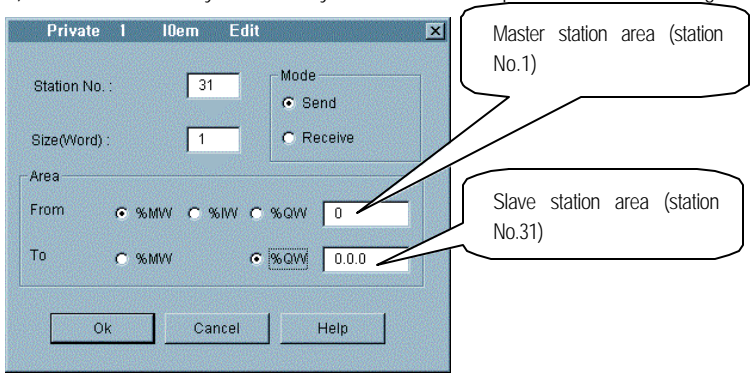 Private 1 I0em Edit
Station No. : 31
Size(Word) : 1
Mode
Send
Receive
Area
From %MW %IW %QW 0
To %MW %QW 0.0.0
Ok Cancel Help
Master station area (station
No.1)
Slave station area (station
No.31)